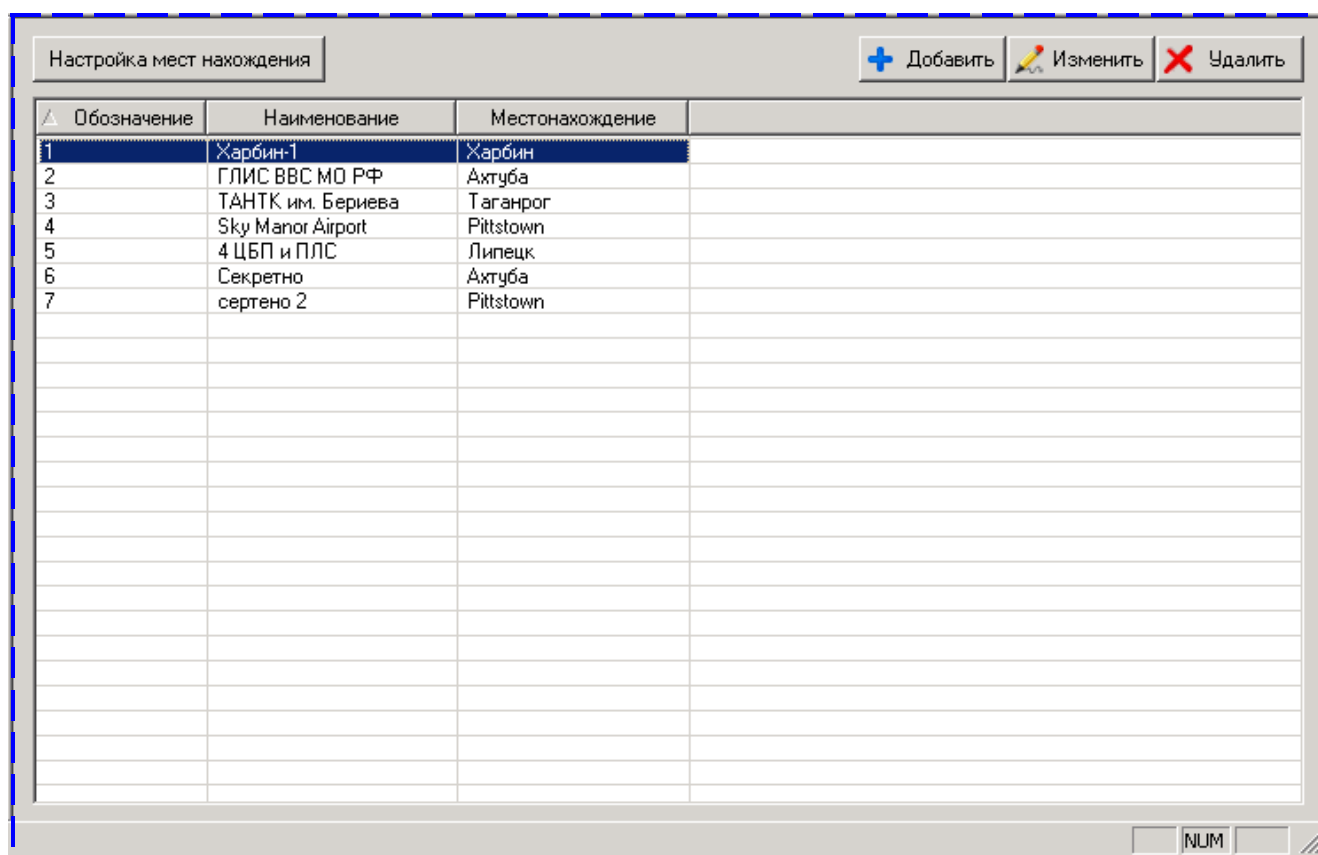 Настройка мест нахождения Добавить Изменить Удалить
Обозначение Наименование Местонахождение
1 Харбин-1 Харбин
2 ГЛИС ВВС МО РФ Ахтуба
3 ТАНТК им. Бериева Таганрог
4 Sky Manor Airport Pittstown
5 4 ЦБП и ПЛС Липецк
6 Секретно Ахтуба
7 сертено 2 Pittstown
NUM